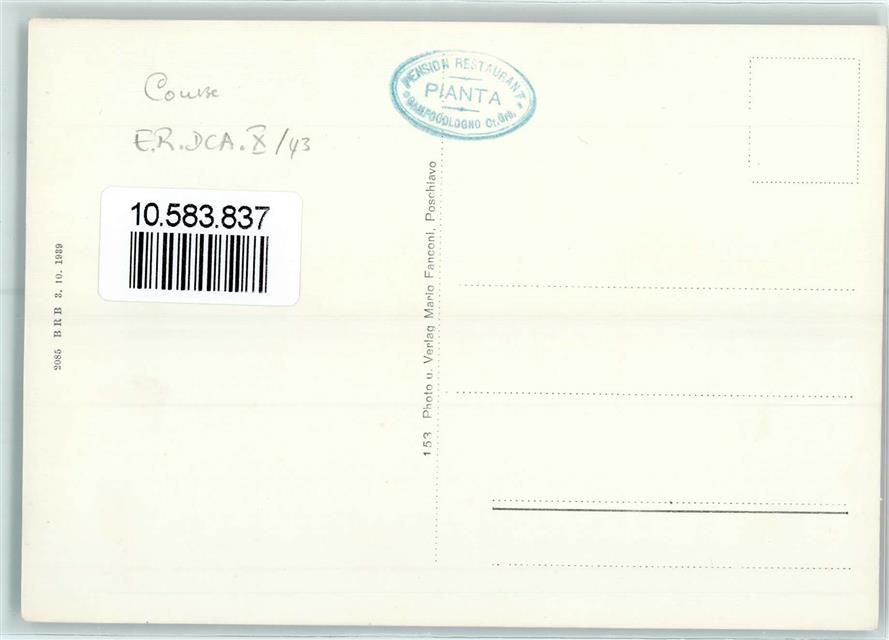 Course
E.R.DCA.X/43
10.583.837
2085 BRB 3.10.1939
153 Photo u. Verlag Mario Fanconi, Poschiavo
PENSION RESTAURANT
PIANTA
CAMPOCOLOGNO Ct.Grb.